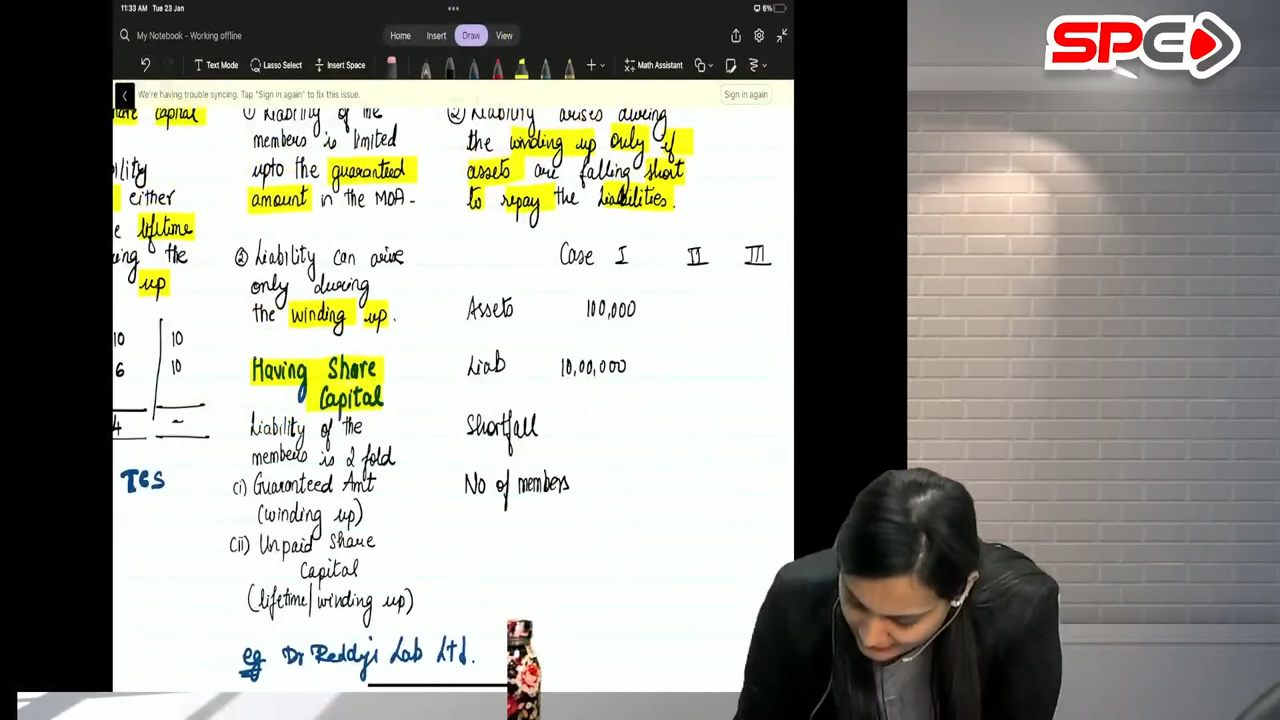 11:33 AM Tue 23 Jan
6%
My Notebook - Working offline
Home Insert Draw View
Text Mode Lasso Select Insert Space Math Assistant
We're having trouble syncing. Tap "Sign in again" to fix this issue. Sign in again
SPC
capital
bility
either
lifetime
the
up
10 10
6 10
4 -
TCS
① Liability of the
members is limited
upto the guaranteed
amount in the MOA.
② Liability can arise
only during
the winding up.
Having Share
Capital
Liability of the
members is 2 fold
(i) Guaranteed Amt
(winding up)
(ii) Unpaid Share
Capital
(lifetime/winding up)
eg Dr Reddy's Lab Ltd.
② Liability arises during
the winding up only if
assets are falling short
to repay the Liabilities.
Case I II III
Assets 100,000
Liab 10,00,000
Shortfall
No of members